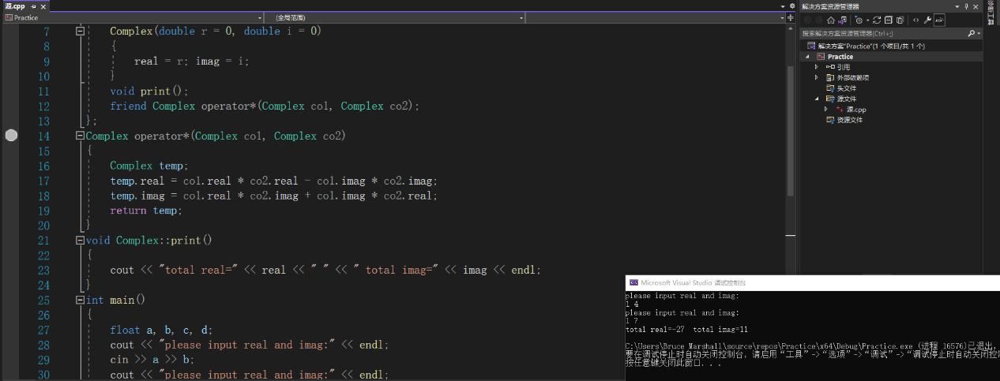 源.cpp
Practice
(全局范围)
7 Complex(double r = 0, double i = 0)
8 {
9 real = r; imag = i;
10 }
11 void print();
12 friend Complex operator*(Complex co1, Complex co2);
13 };
14 Complex operator*(Complex co1, Complex co2)
15 {
16 Complex temp;
17 temp.real = co1.real * co2.real - co1.imag * co2.imag;
18 temp.imag = co1.real * co2.imag + co1.imag * co2.real;
19 return temp;
20 }
21 void Complex::print()
22 {
23 cout << "total real=" << real << " " << " total imag=" << imag << endl;
24 }
25 int main()
26 {
27 float a, b, c, d;
28 cout << "please input real and imag:" << endl;
29 cin >> a >> b;
30 cout << "please input real and imag:" << endl;
解决方案资源管理器
搜索解决方案资源管理器(Ctrl+;)
解决方案"Practice"(1 个项目/共 1 个)
Practice
引用
外部依赖项
头文件
源文件
源.cpp
资源文件
Microsoft Visual Studio 调试控制台
please input real and imag:
1 4
please input real and imag:
1 7
total real=-27  total imag=11
C:\Users\Bruce Marshall\source\repos\Practice\x64\Debug\Practice.exe (进程 16576)已退出,
要在调试停止时自动关闭控制台，请启用“工具”->“选项”->“调试”->“调试停止时自动关闭控
按任意键关闭此窗口. . .